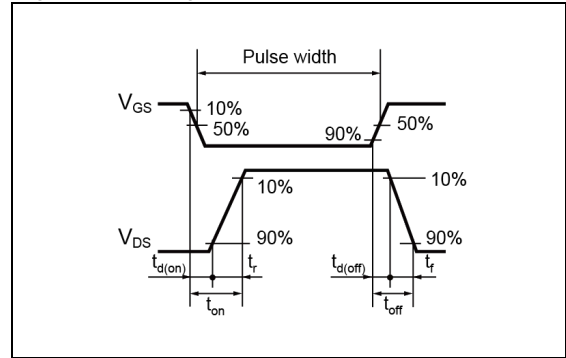 Pulse width
VGS
10%
50%
90%
50%
10%
10%
VDS
90%
90%
td(on)
tr
td(off)
tf
ton
toff